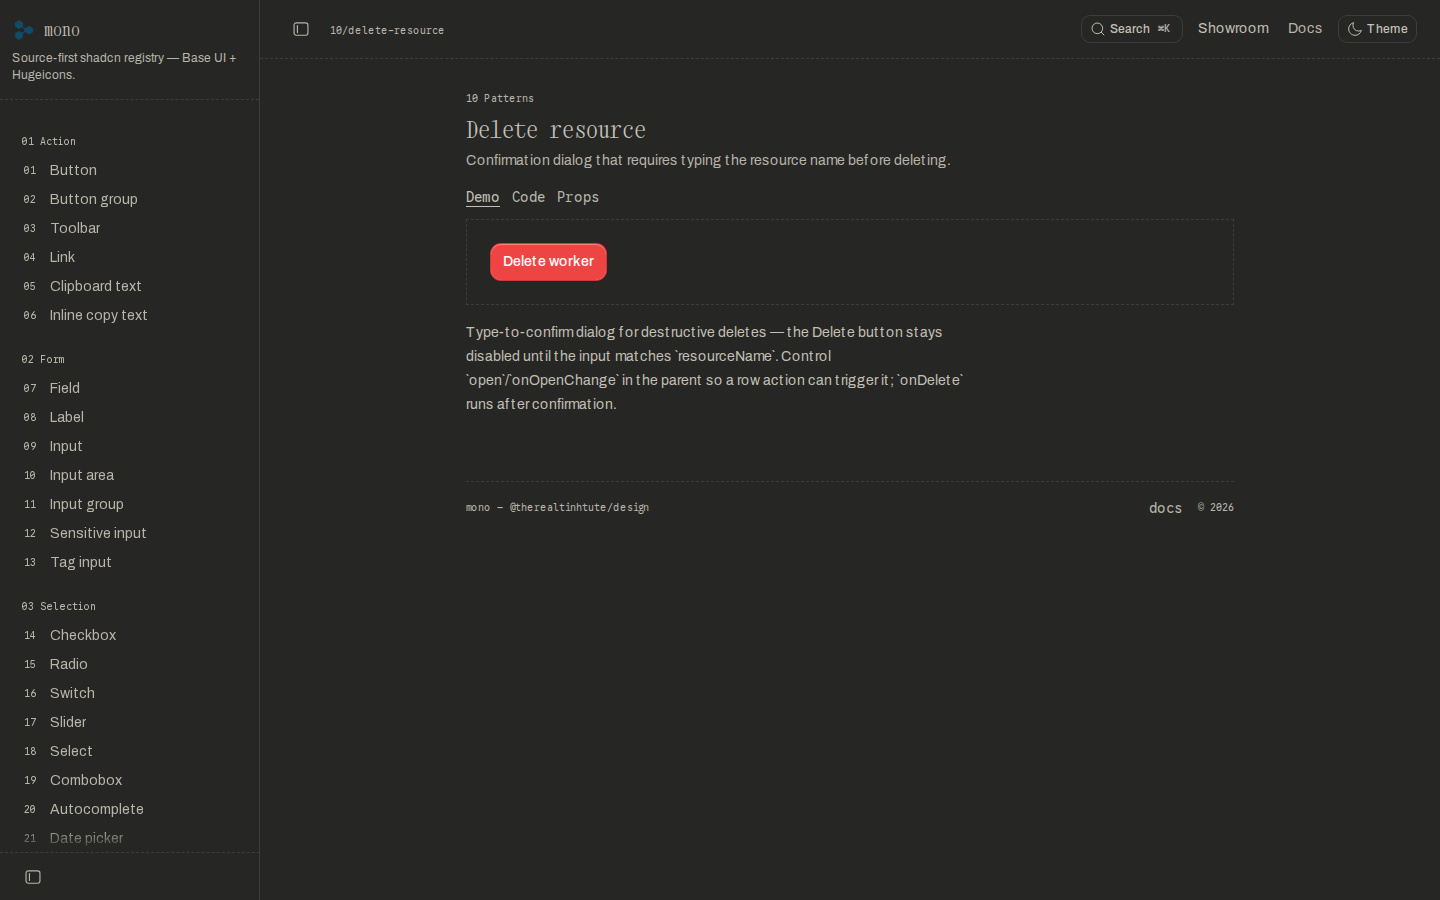 mono
Source-first shadcn registry — Base UI +
Hugeicons.
01 Action
01 Button
02 Button group
03 Toolbar
04 Link
05 Clipboard text
06 Inline copy text
02 Form
07 Field
08 Label
09 Input
10 Input area
11 Input group
12 Sensitive input
13 Tag input
03 Selection
14 Checkbox
15 Radio
16 Switch
17 Slider
18 Select
19 Combobox
20 Autocomplete
21 Date picker
10/delete-resource
Search ⌘K
Showroom
Docs
Theme
10 Patterns
Delete resource
Confirmation dialog that requires typing the resource name before deleting.
Demo Code Props
Delete worker
Type-to-confirm dialog for destructive deletes — the Delete button stays
disabled until the input matches `resourceName`. Control
`open`/`onOpenChange` in the parent so a row action can trigger it; `onDelete`
runs after confirmation.
mono — @therealtinhtute/design
docs © 2026